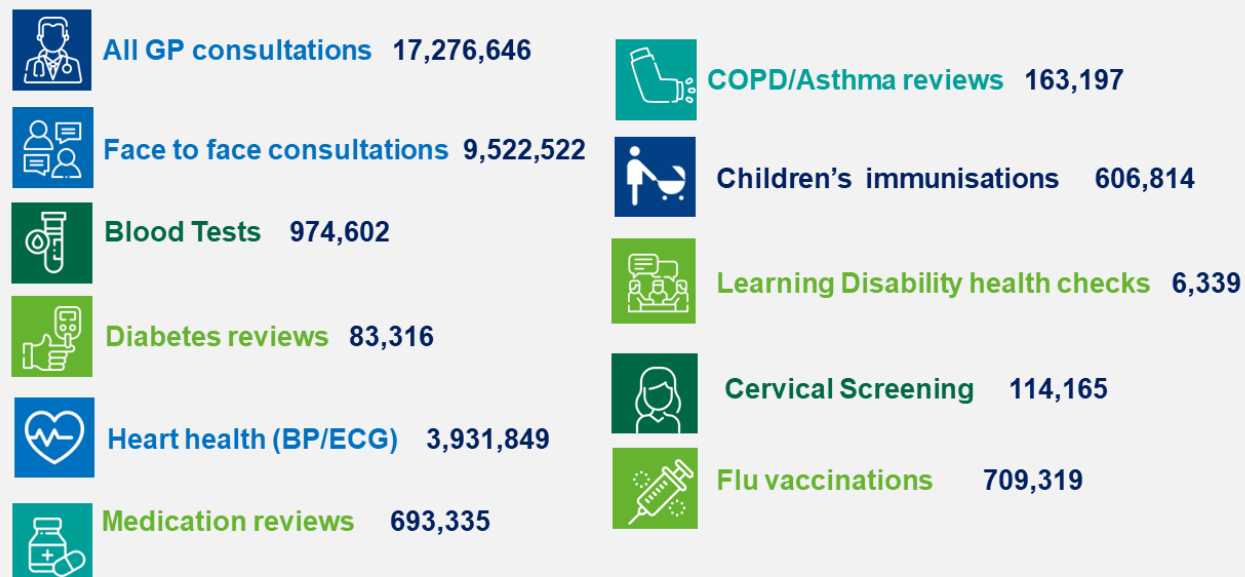 All GP consultations 17,276,646
Face to face consultations 9,522,522
Blood Tests 974,602
Diabetes reviews 83,316
Heart health (BP/ECG) 3,931,849
Medication reviews 693,335
COPD/Asthma reviews 163,197
Children’s immunisations 606,814
Learning Disability health checks 6,339
Cervical Screening 114,165
Flu vaccinations 709,319